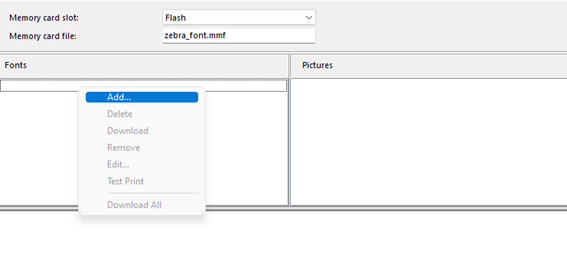 Memory card slot: Flash
Memory card file: zebra_font.mmf
Fonts Pictures
Add...
Delete
Download
Remove
Edit...
Test Print
Download All